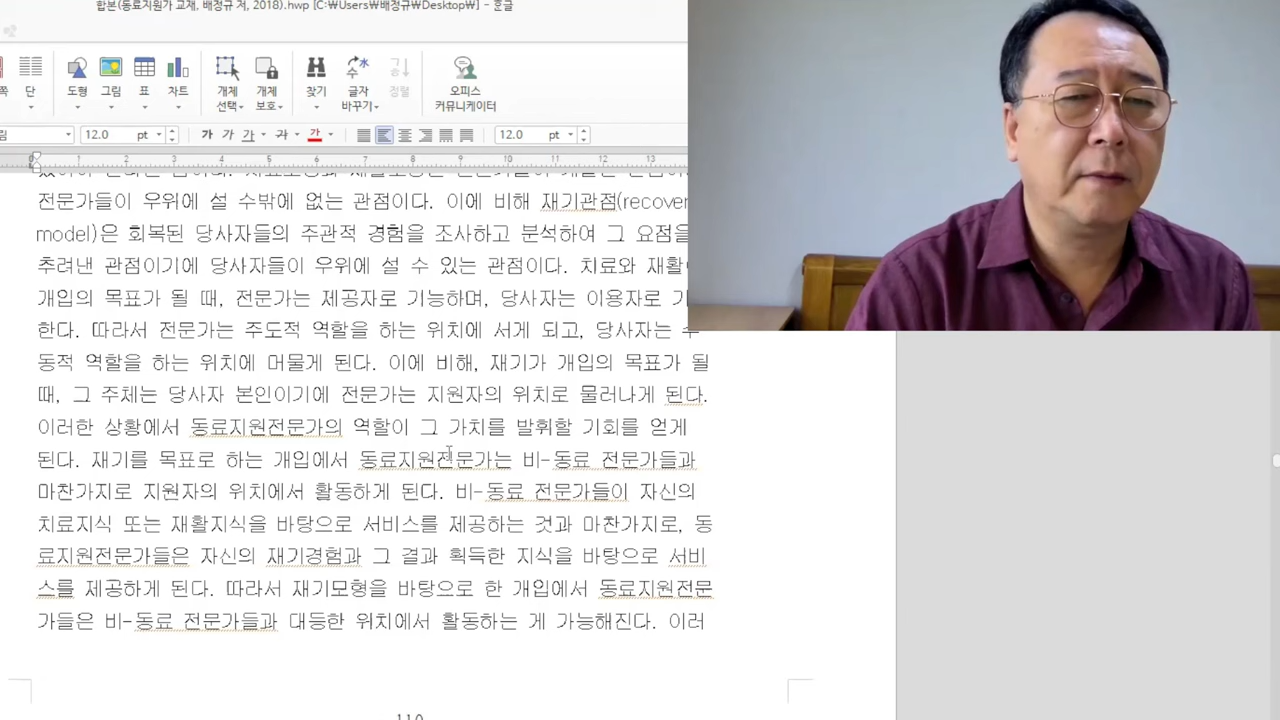 합본(동료지원가 교재, 배정규 저, 2018).hwp [C:\Users\배정규\Desktop\] - 한글
쪽 단 도형 그림 표 차트 개체 선택 개체 보호 찾기 글자 바꾸기 정렬 오피스 커뮤니케이터
12.0 pt 가 가 가 가 가 12.0 pt
1 2 3 4 5 6 7 8 9 10 11 12 13
전문가들이 우위에 설 수밖에 없는 관점이다. 이에 비해 재기관점(recover
model)은 회복된 당사자들의 주관적 경험을 조사하고 분석하여 그 요점을
추려낸 관점이기에 당사자들이 우위에 설 수 있는 관점이다. 치료와 재활
개입의 목표가 될 때, 전문가는 제공자로 기능하며, 당사자는 이용자로
한다. 따라서 전문가는 주도적 역할을 하는 위치에 서게 되고, 당사자는
동적 역할을 하는 위치에 머물게 된다. 이에 비해, 재기가 개입의 목표가 될
때, 그 주체는 당사자 본인이기에 전문가는 지원자의 위치로 물러나게 된다.
이러한 상황에서 동료지원전문가의 역할이 그 가치를 발휘할 기회를 얻게
된다. 재기를 목표로 하는 개입에서 동료지원전문가는 비-동료 전문가들과
마찬가지로 지원자의 위치에서 활동하게 된다. 비-동료 전문가들이 자신의
치료지식 또는 재활지식을 바탕으로 서비스를 제공하는 것과 마찬가지로, 동
료지원전문가들은 자신의 재기경험과 그 결과 획득한 지식을 바탕으로 서비
스를 제공하게 된다. 따라서 재기모형을 바탕으로 한 개입에서 동료지원전문
가들은 비-동료 전문가들과 대등한 위치에서 활동하는 게 가능해진다. 이러